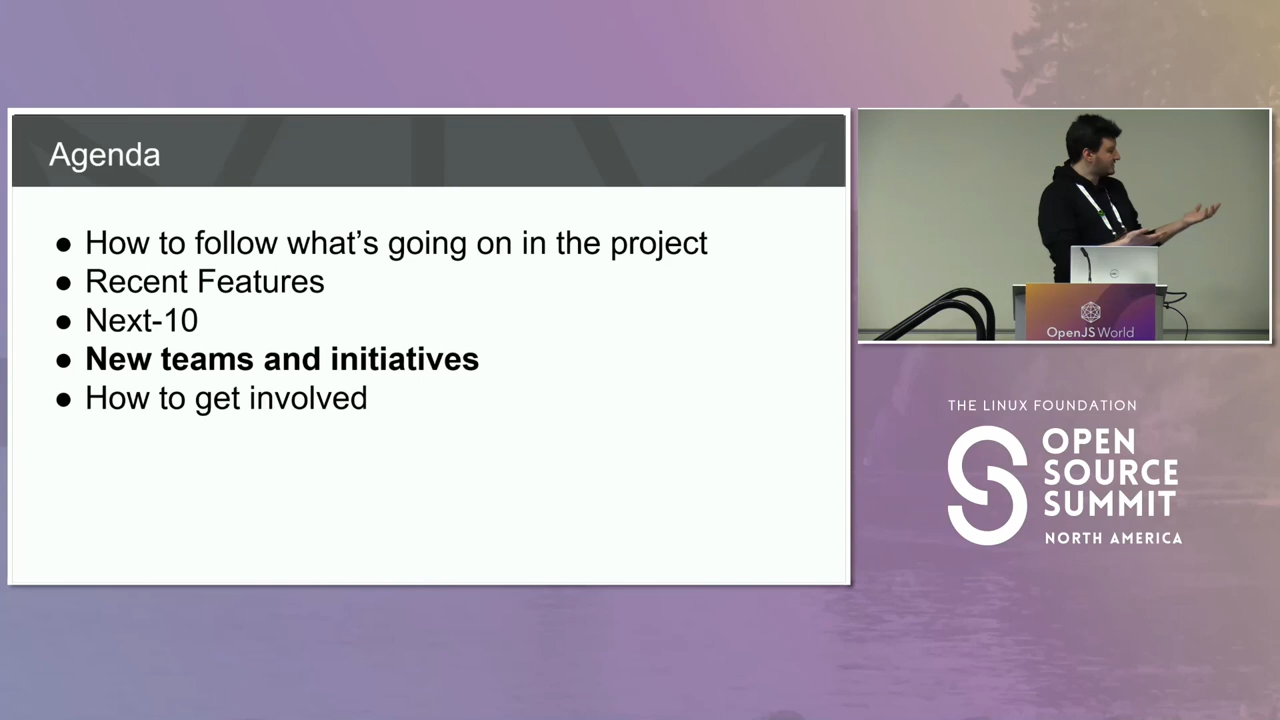 Agenda
● How to follow what's going on in the project
● Recent Features
● Next-10
● New teams and initiatives
● How to get involved
OpenJS World
THE LINUX FOUNDATION
OPEN
SOURCE
SUMMIT
NORTH AMERICA